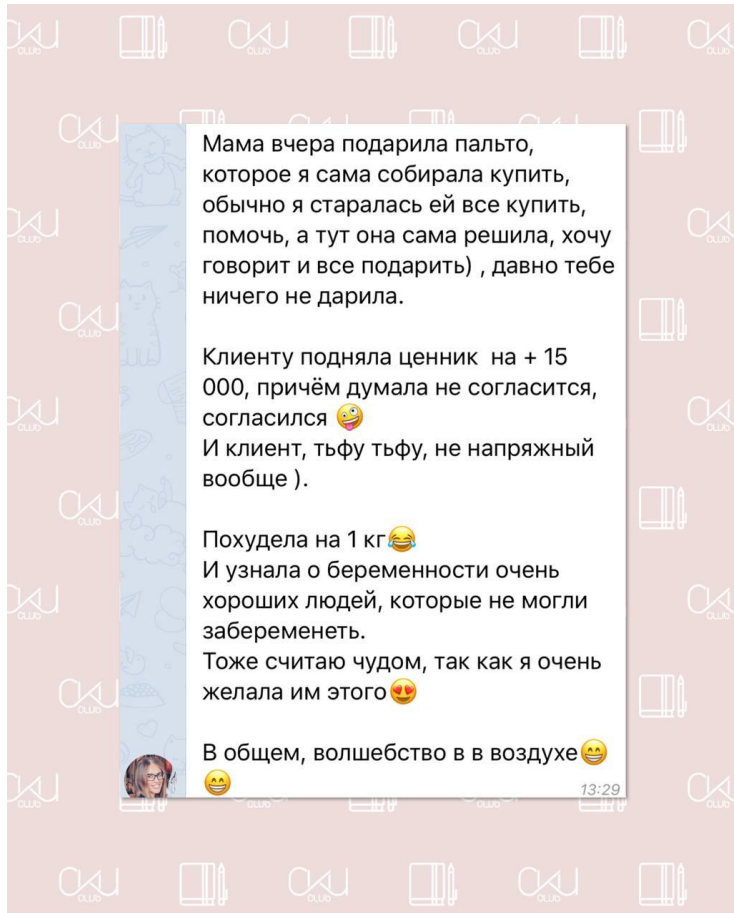 Мама вчера подарила пальто,
которое я сама собирала купить,
обычно я старалась ей все купить,
помочь, а тут она сама решила, хочу
говорит и все подарить) , давно тебе
ничего не дарила.
Клиенту подняла ценник на + 15
000, причём думала не согласится,
согласился 🤪
И клиент, тьфу тьфу, не напряжный
вообще ).
Похудела на 1 кг😂
И узнала о беременности очень
хороших людей, которые не могли
забеременеть.
Тоже считаю чудом, так как я очень
желала им этого😍
В общем, волшебство в в воздухе😁
😁
13:29